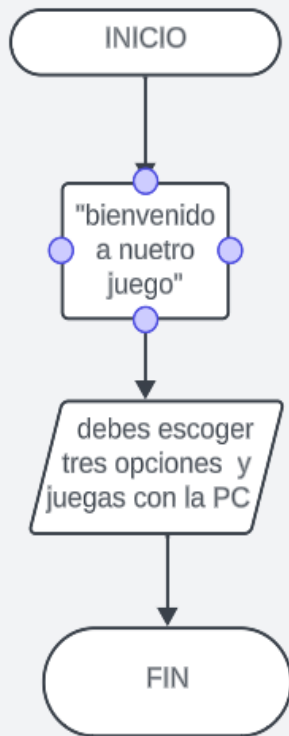 INICIO
"bienvenido
a nuetro
juego"
debes escoger
tres opciones y
juegas con la PC
FIN